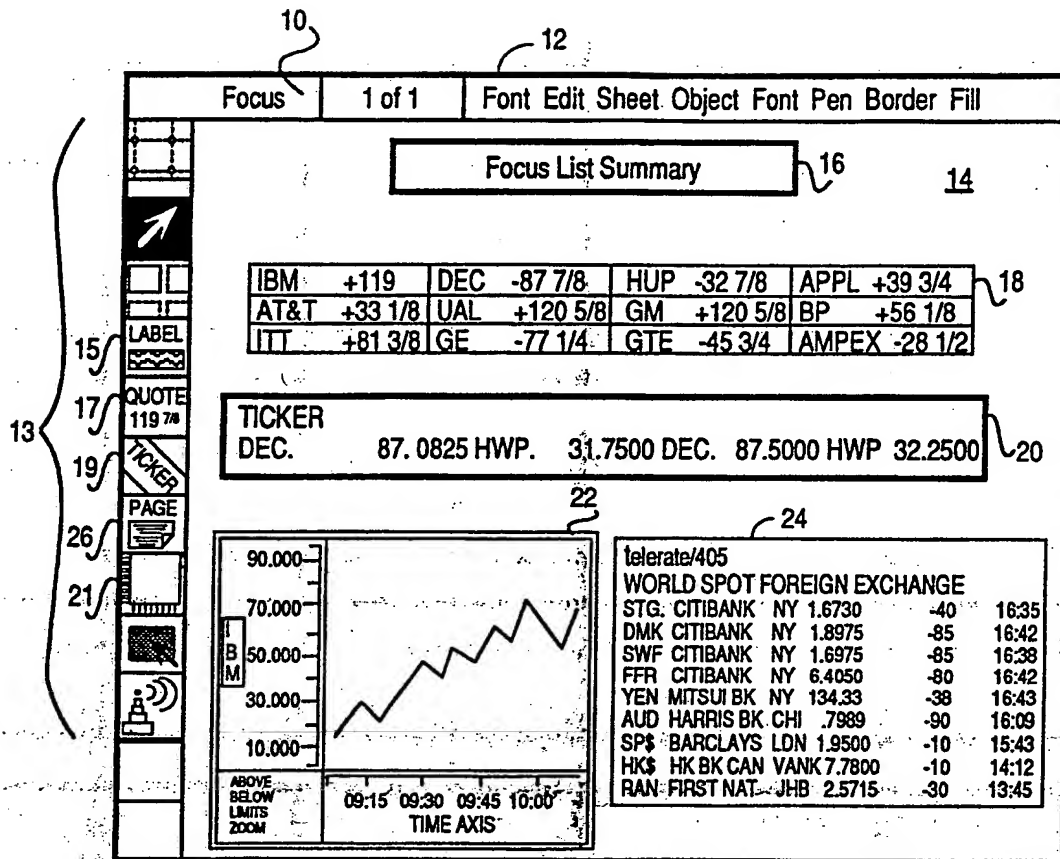 10
12
Focus 1 of 1 Font Edit Sheet Object Font Pen Border Fill
Focus List Summary 16
14
IBM +119 DEC -87 7/8 HUP -32 7/8 APPL +39 3/4
AT&T +33 1/8 UAL +120 5/8 GM +120 5/8 BP +56 1/8
ITT +81 3/8 GE -77 1/4 GTE -45 3/4 AMPEX -28 1/2
18
13
15 LABEL
17 QUOTE
119 7/8
19 TICKER
26 PAGE
21
TICKER
DEC. 87. 0825 HWP. 31.7500 DEC. 87.5000 HWP 32.2500
20
22
90.000
70.000
50.000
30.000
10.000
IBM
ABOVE
BELOW
LIMITS
ZOOM
09:15 09:30 09:45 10:00
TIME AXIS
24
telerate/405
WORLD SPOT FOREIGN EXCHANGE
STG. CITIBANK NY 1.6730 -40 16:35
DMK CITIBANK NY 1.8975 -85 16:42
SWF CITIBANK NY 1.6975 -85 16:38
FFR CITIBANK NY 6.4050 -80 16:42
YEN MITSUI BK NY 134.33 -38 16:43
AUD HARRIS BK CHI .7989 -90 16:09
SP$ BARCLAYS LDN 1.9500 -10 15:43
HK$ HK BK CAN VANK 7.7800 -10 14:12
RAN FIRST NAT JHB 2.5715 -30 13:45